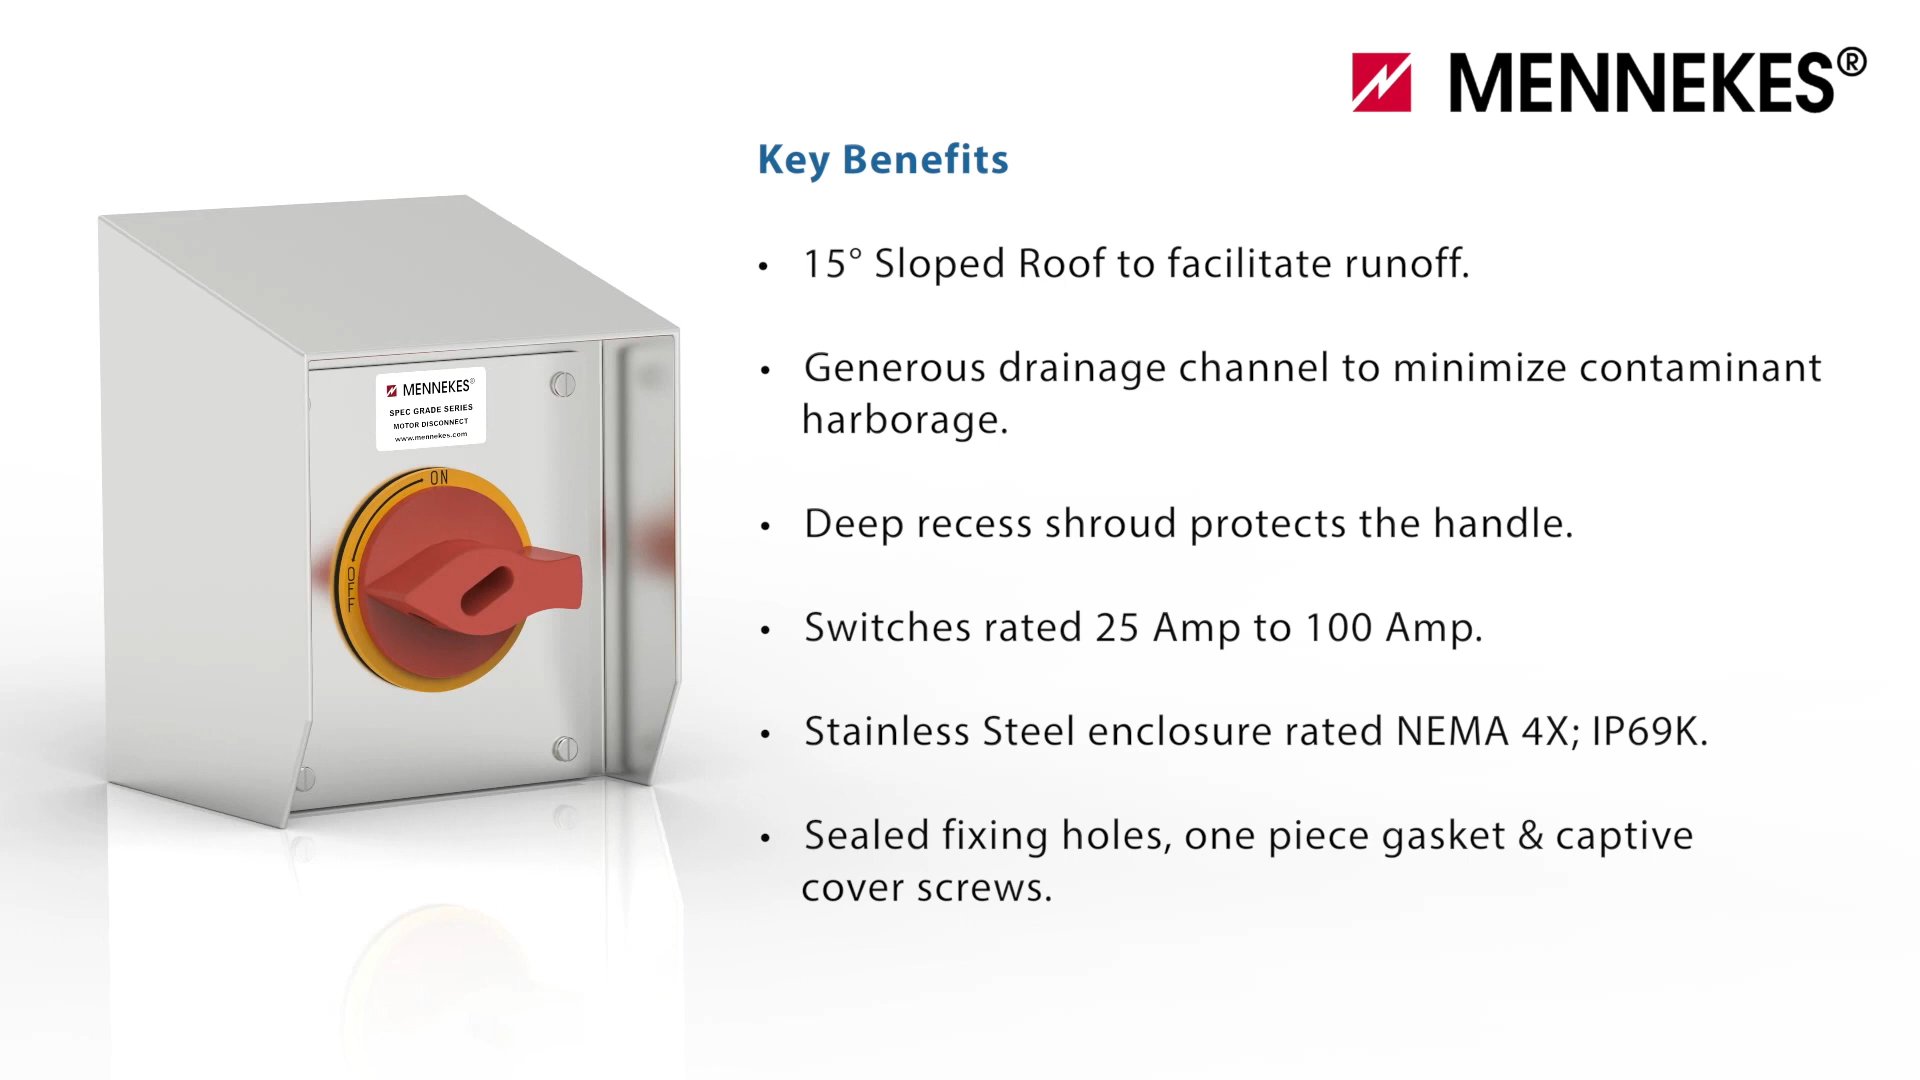 MENNEKES®
Key Benefits
• 15° Sloped Roof to facilitate runoff.
• Generous drainage channel to minimize contaminant
harborage.
• Deep recess shroud protects the handle.
• Switches rated 25 Amp to 100 Amp.
• Stainless Steel enclosure rated NEMA 4X; IP69K.
• Sealed fixing holes, one piece gasket & captive
cover screws.
MENNEKES®
SPEC GRADE SERIES
MOTOR DISCONNECT
www.mennekes.com
ON
OFF